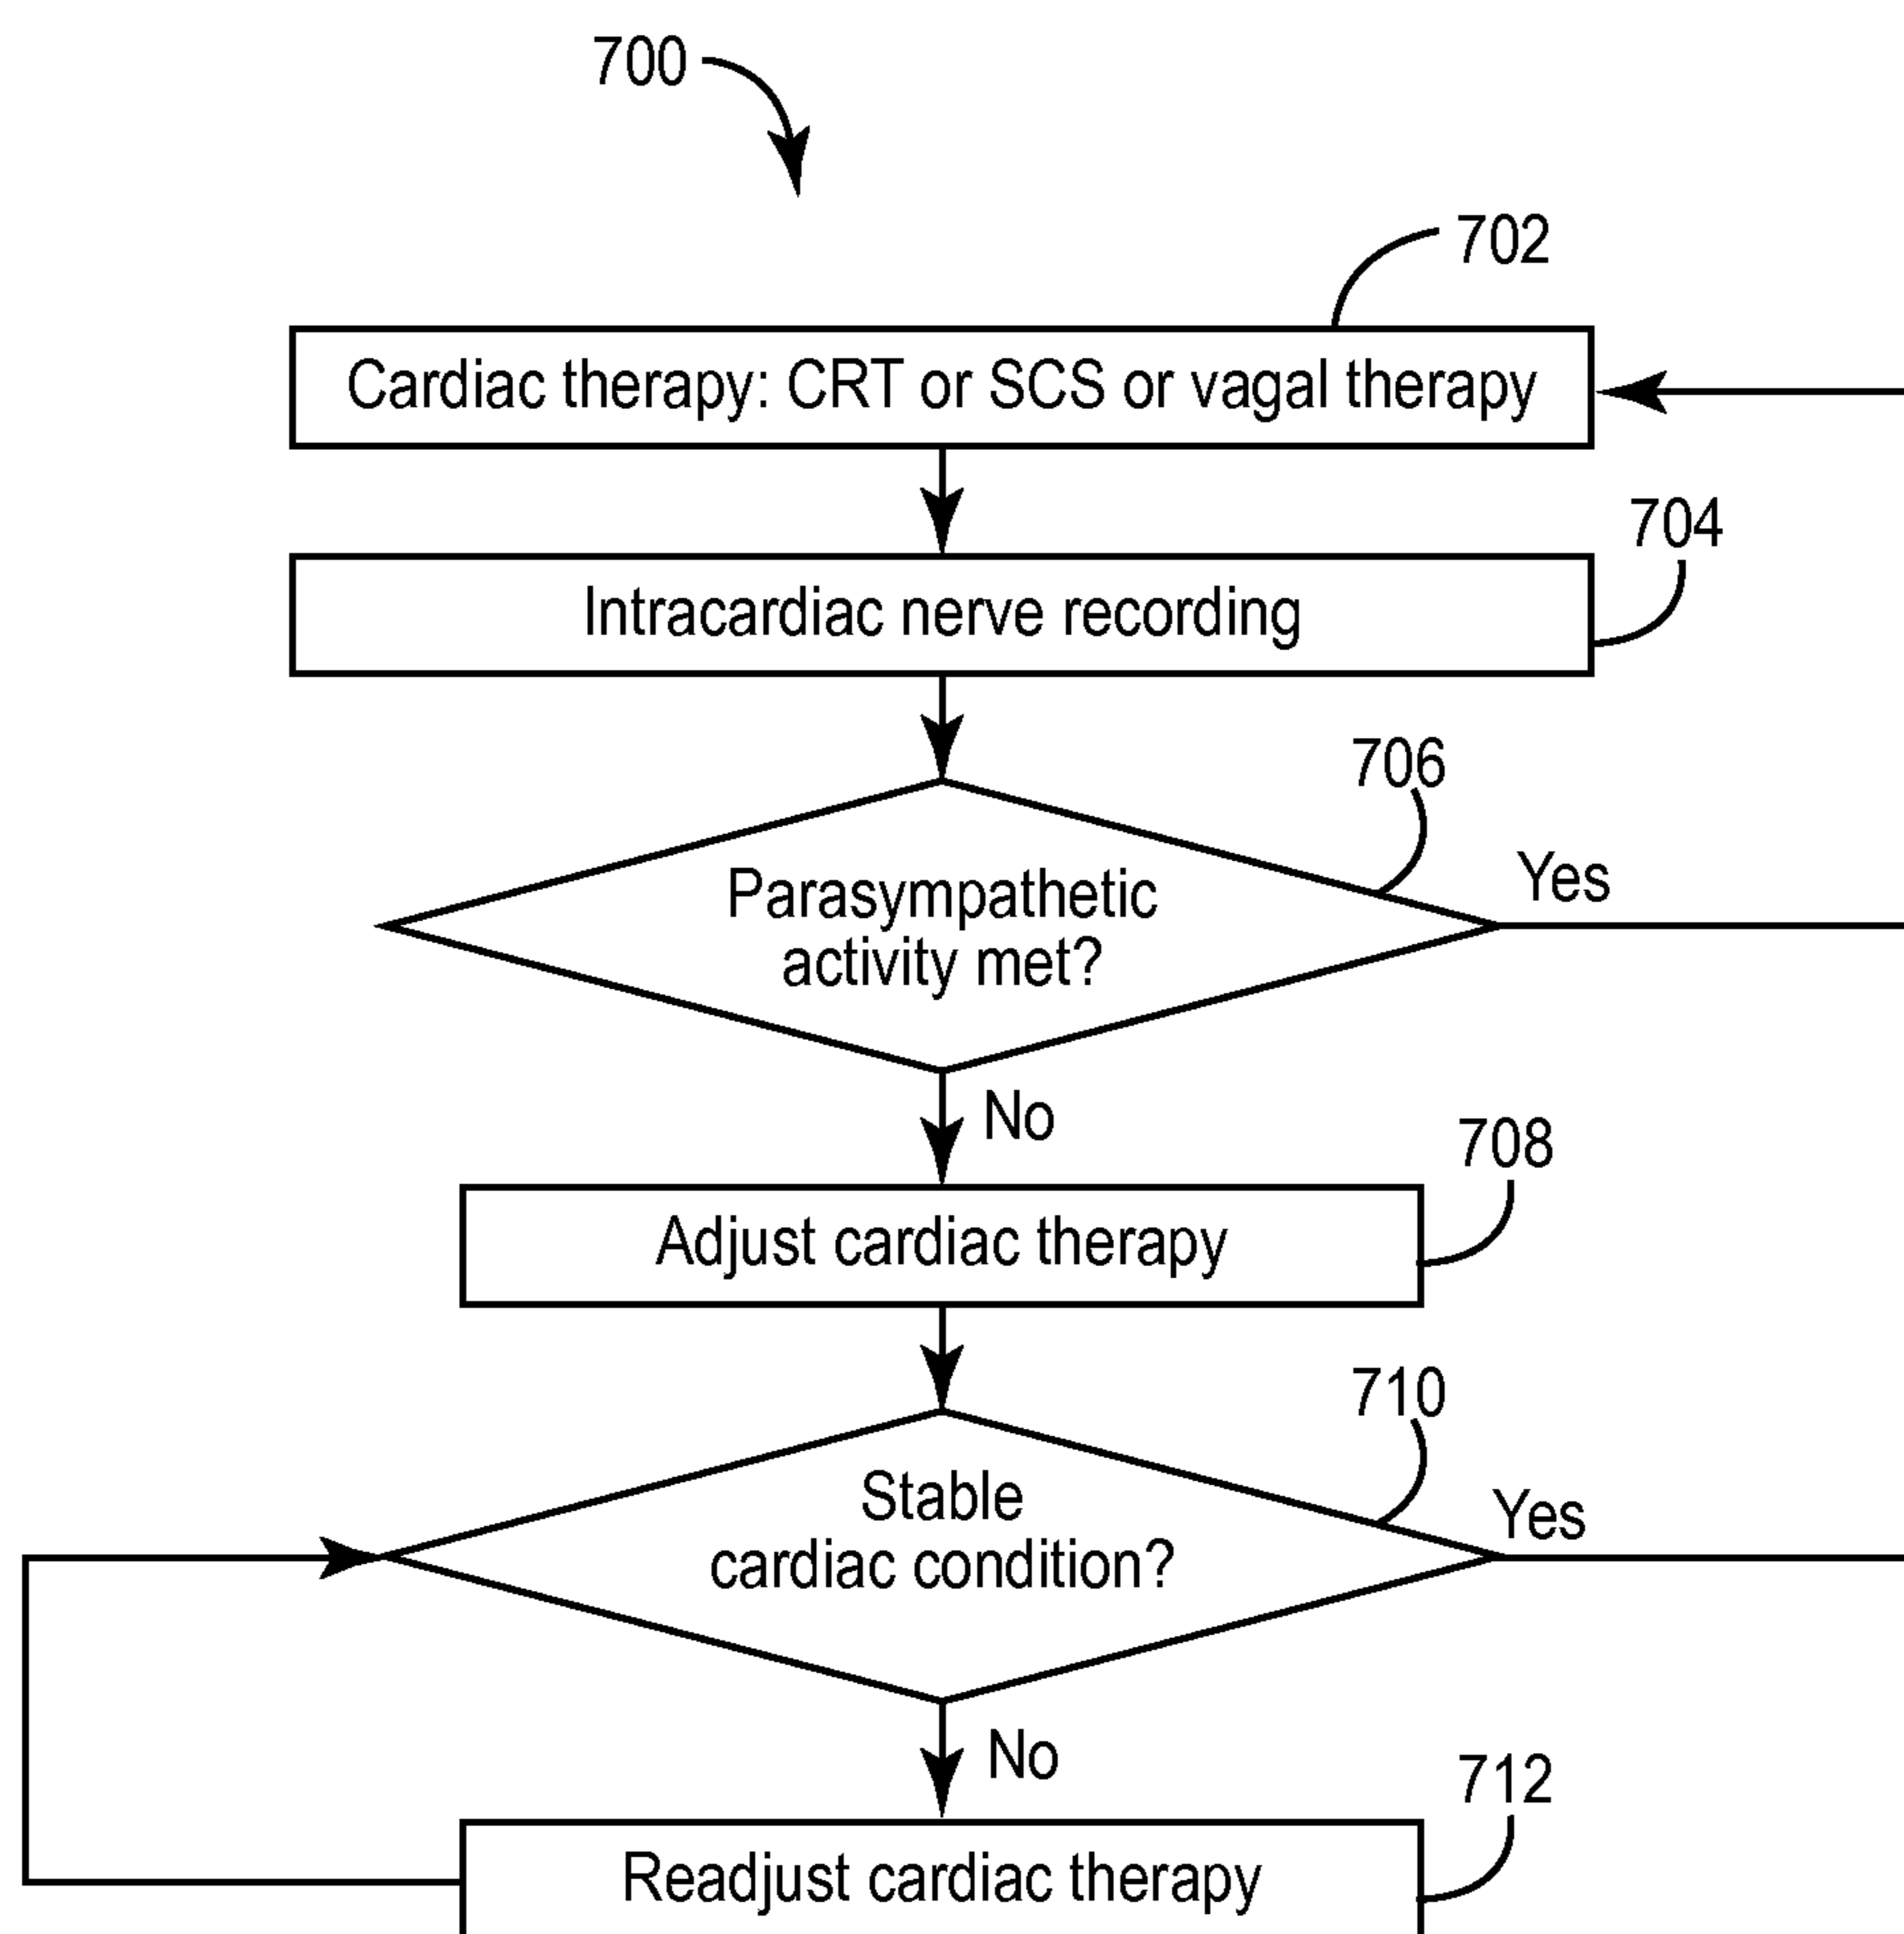 700
702
Cardiac therapy: CRT or SCS or vagal therapy
704
Intracardiac nerve recording
706
Parasympathetic
activity met?
Yes
No
708
Adjust cardiac therapy
710
Stable
cardiac condition?
Yes
No
712
Readjust cardiac therapy